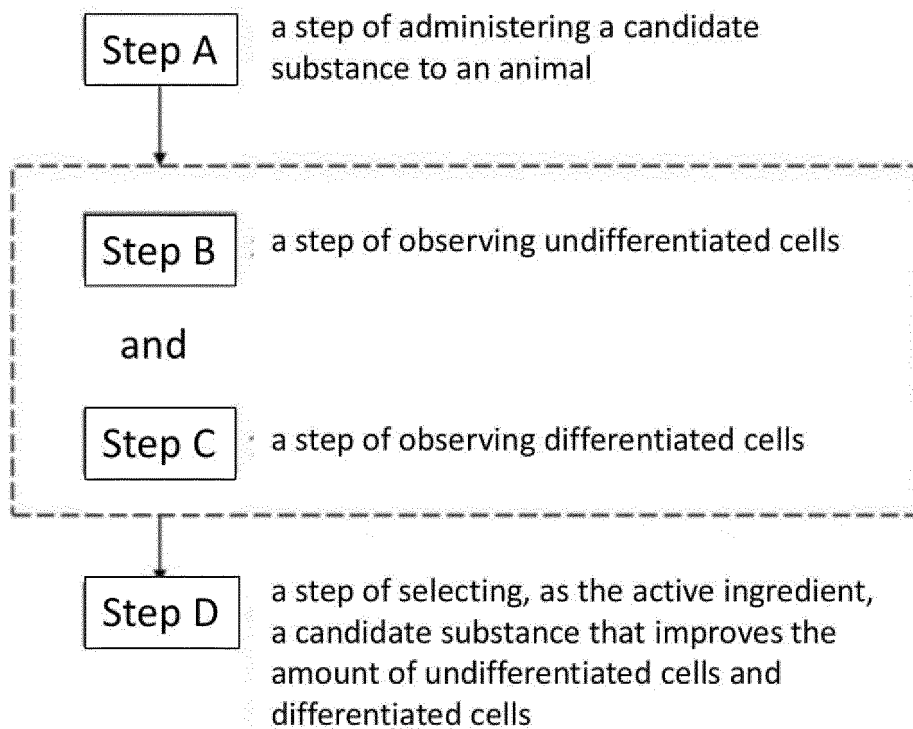 Step A
a step of administering a candidate
substance to an animal
Step B
a step of observing undifferentiated cells
and
Step C
a step of observing differentiated cells
Step D
a step of selecting, as the active ingredient,
a candidate substance that improves the
amount of undifferentiated cells and
differentiated cells